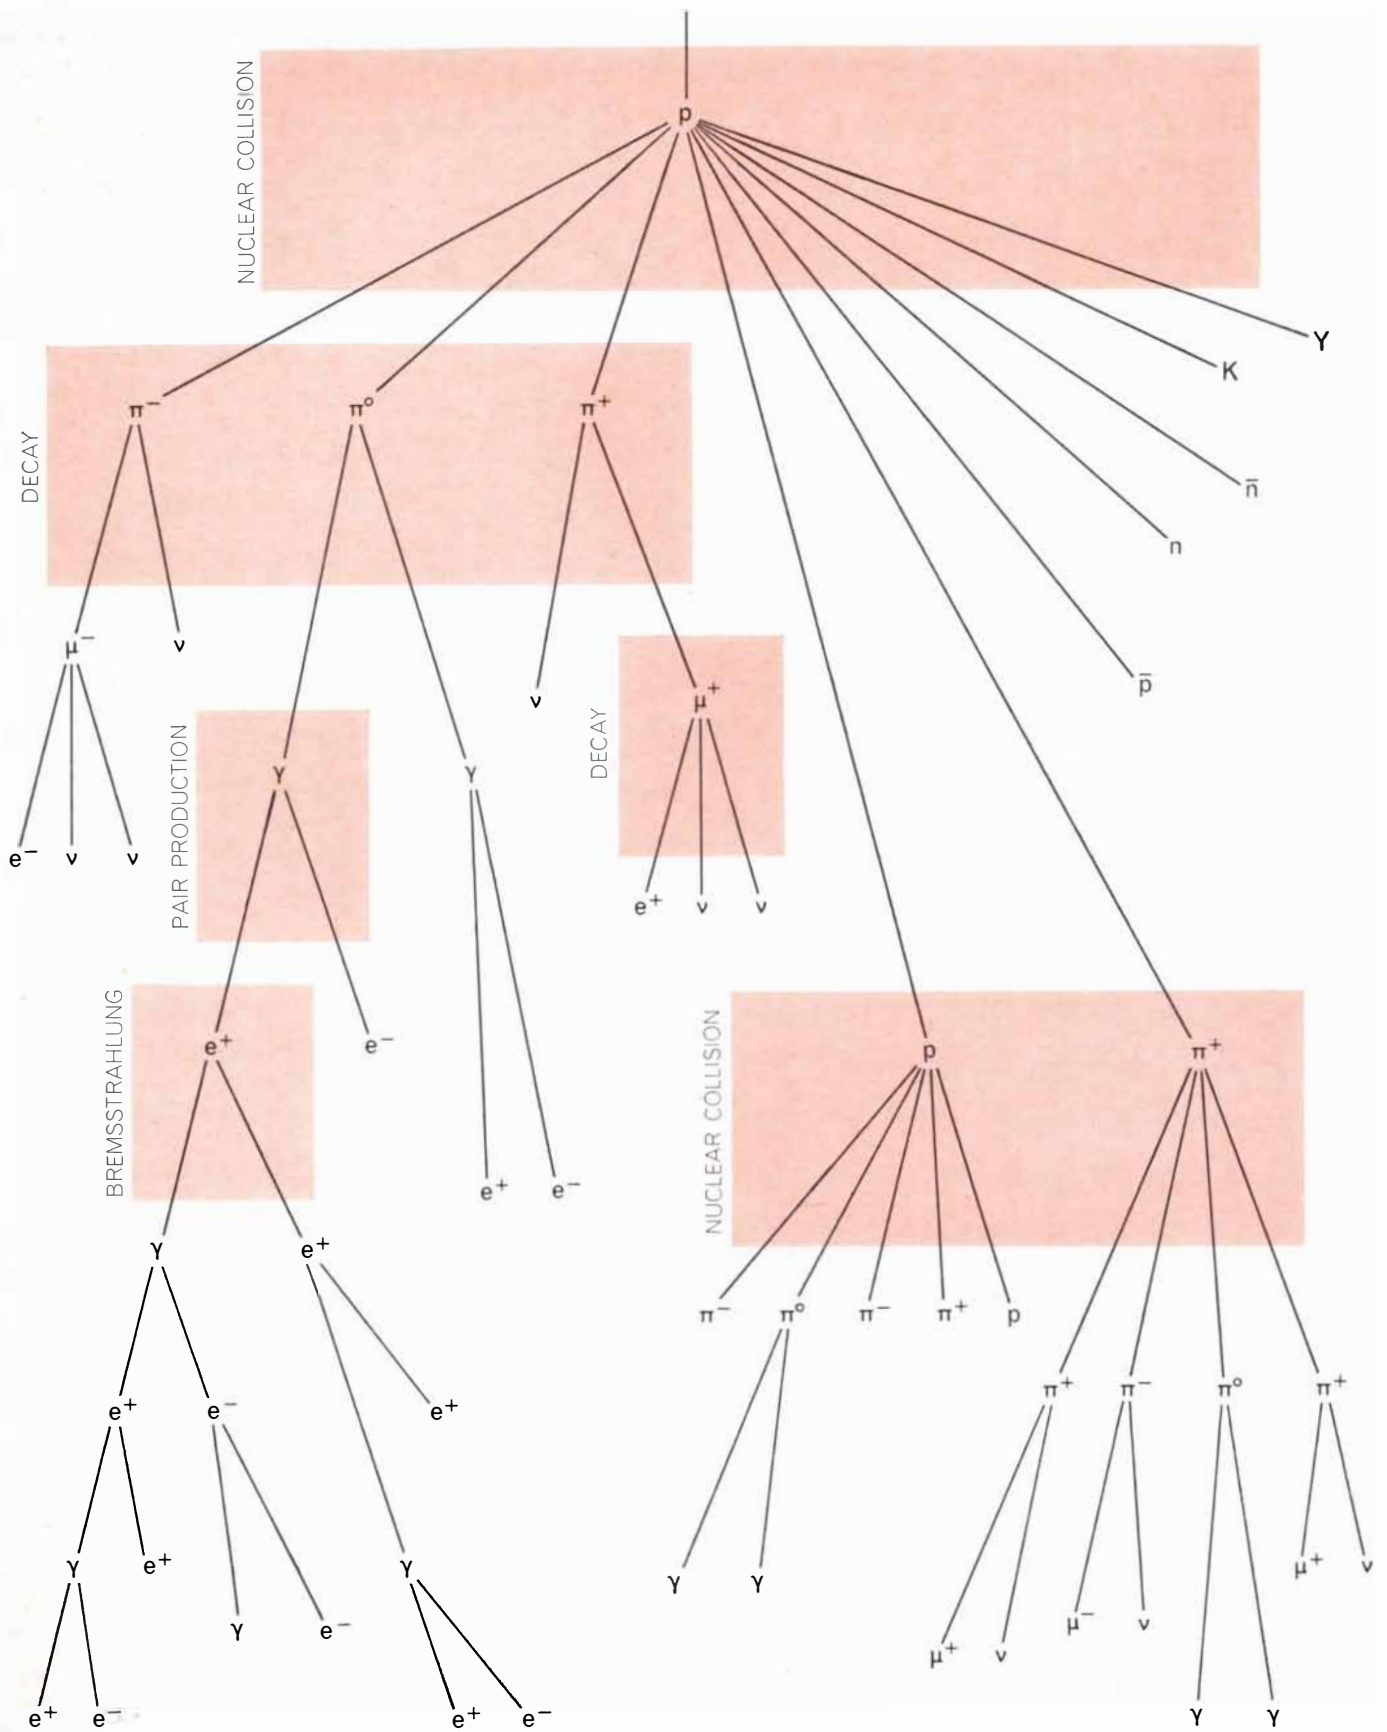 NUCLEAR COLLISION
p
Y
K
π− π° π+
DECAY
n̄
n
μ− ν
p̄
ν μ+
DECAY
PAIR PRODUCTION
γ γ
e− ν ν
e+ ν ν
BREMSSTRAHLUNG
e+ e−
NUCLEAR COLLISION
p π+
e+ e−
γ e+
π− π° π− π+ p
π+ π− π° π+
e+ e− e+
γ e+ γ
γ γ
μ+ ν
γ e−
μ− ν
μ+ ν
e+ e− e+ e−
γ γ